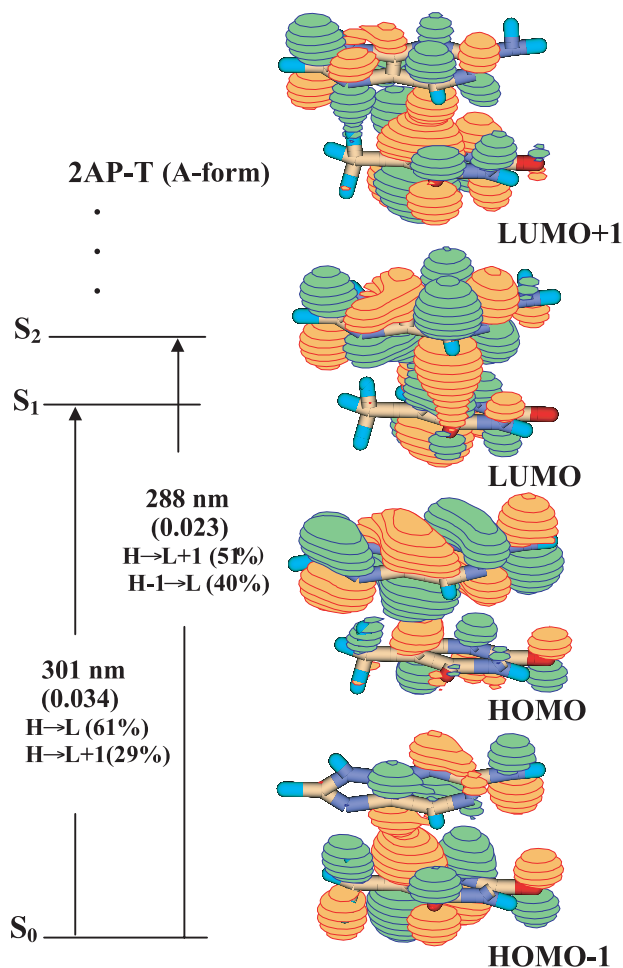 2AP-T (A-form)
LUMO+1
S2
S1
LUMO
288 nm
(0.023)
H→L+1 (51%)
H-1→L (40%)
HOMO
301 nm
(0.034)
H→L (61%)
H→L+1(29%)
S0
HOMO-1